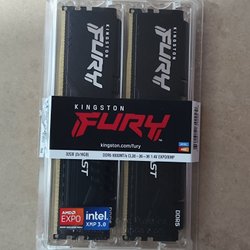 KINGSTON
FURY
KINGSTON
FURY
KINGSTON
FURY
kingston.com/fury
32GB (2x16GB)
DDR5
AMD
EXPO
intel
XMP 3.0
DDR5